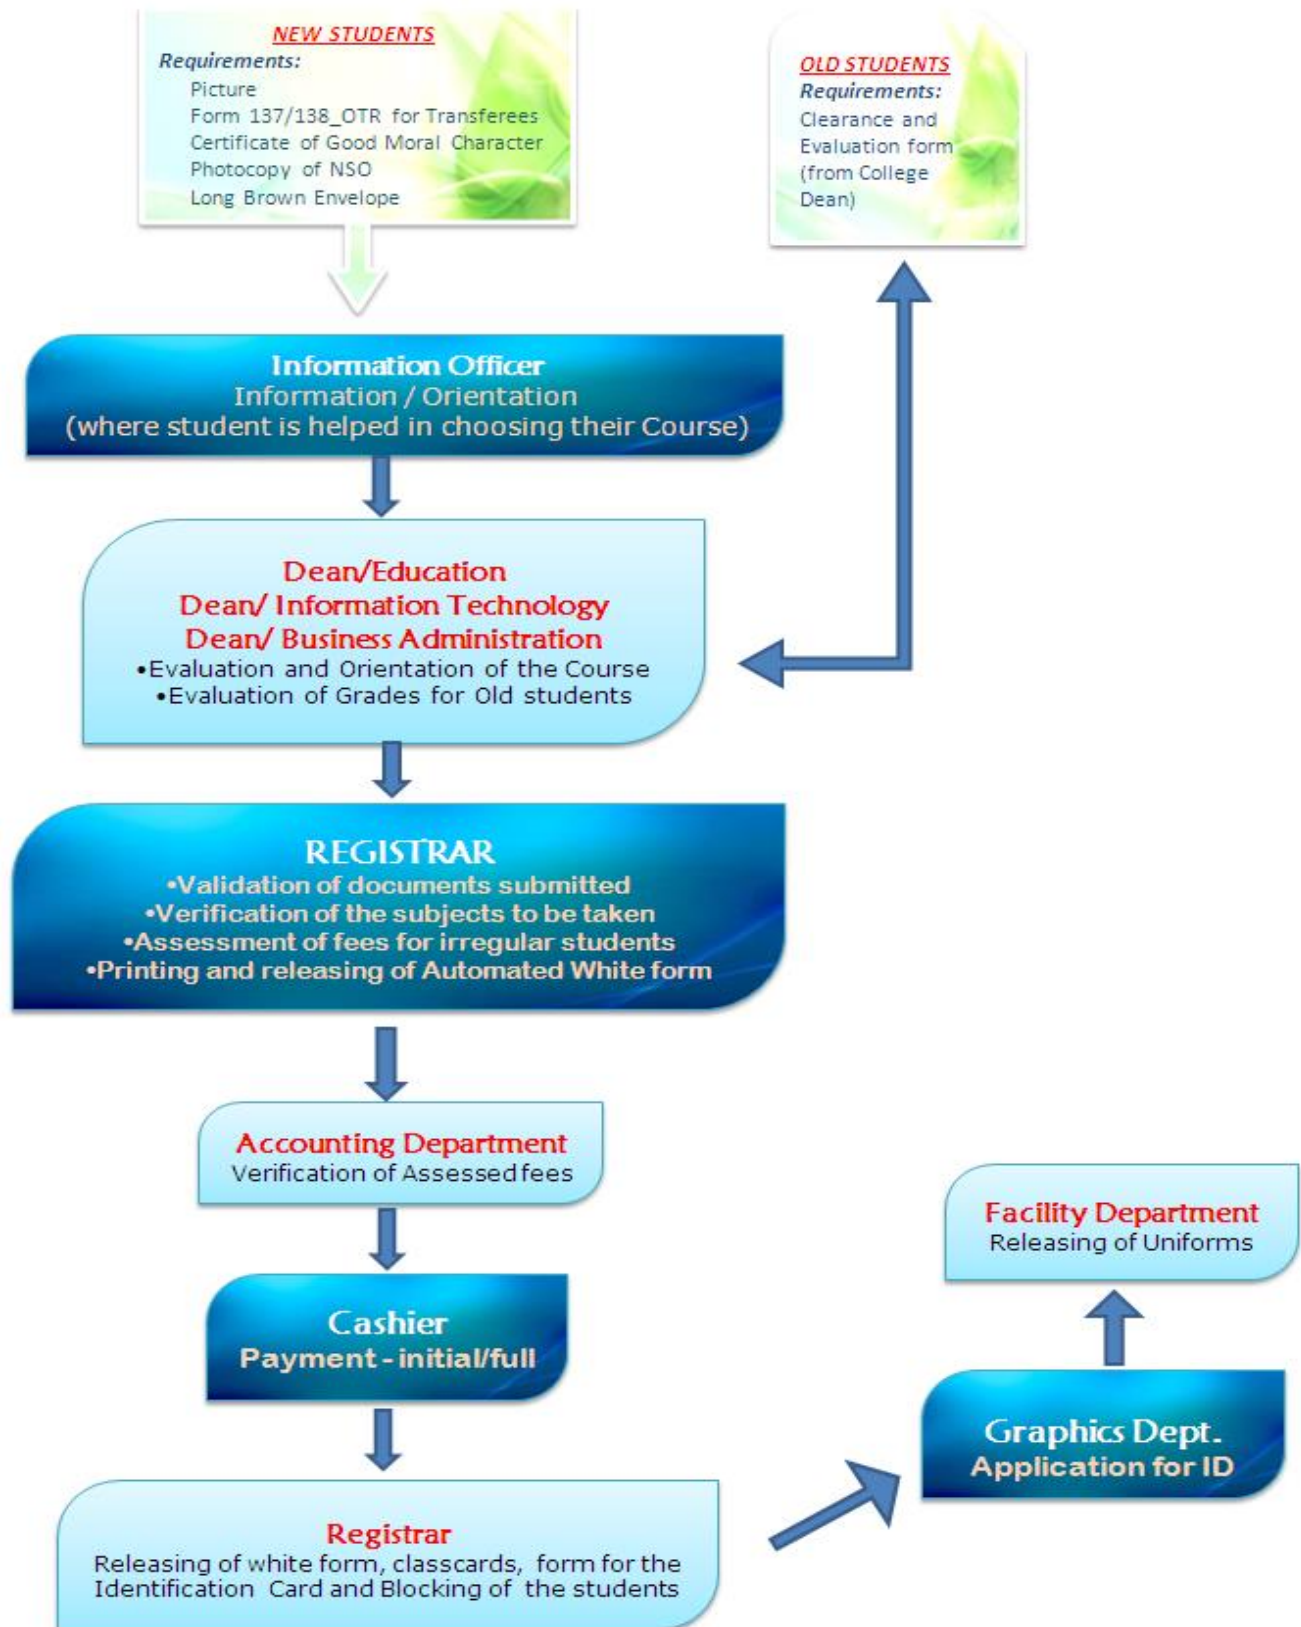 NEW STUDENTS
Requirements:
Picture
Form 137/138_OTR for Transferees
Certificate of Good Moral Character
Photocopy of NSO
Long Brown Envelope
OLD STUDENTS
Requirements:
Clearance and
Evaluation form
(from College
Dean)
Information Officer
Information / Orientation
(where student is helped in choosing their Course)
Dean/Education
Dean/ Information Technology
Dean/ Business Administration
•Evaluation and Orientation of the Course
•Evaluation of Grades for Old students
REGISTRAR
•Validation of documents submitted
•Verification of the subjects to be taken
•Assessment of fees for irregular students
•Printing and releasing of Automated White form
Accounting Department
Verification of Assessed fees
Cashier
Payment - initial/full
Registrar
Releasing of white form, classcards, form for the
Identification Card and Blocking of the students
Graphics Dept.
Application for ID
Facility Department
Releasing of Uniforms